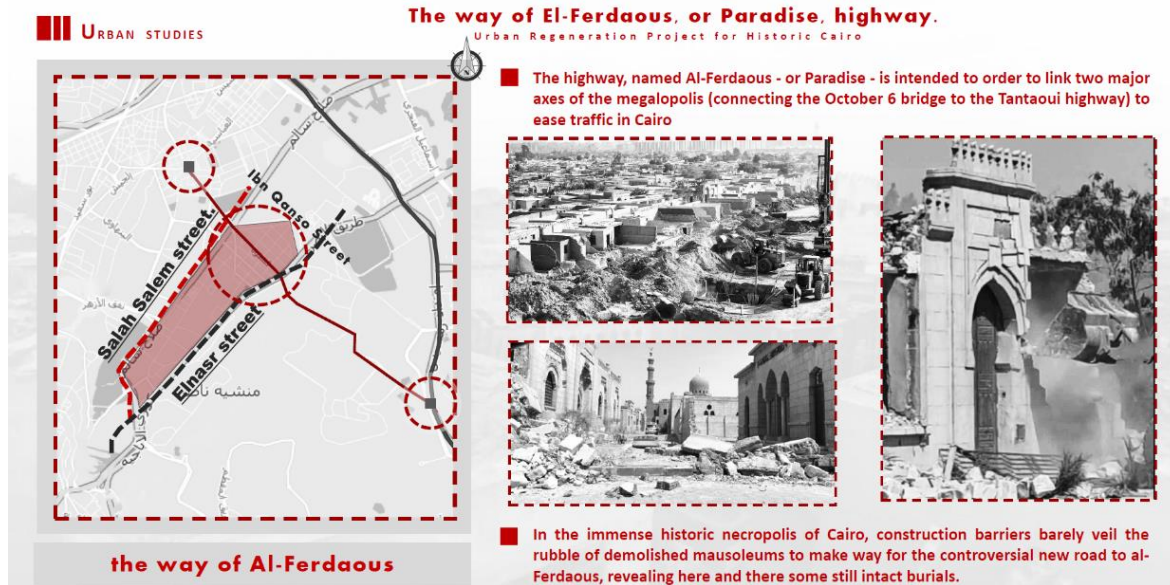 URBAN STUDIES
The way of El-Ferdaous, or Paradise, highway.
Urban Regeneration Project for Historic Cairo
صلاح سالم
طريق
Ibn Qanso Street
Salah Salem street.
Elnasr street
صلاح سالم
منشية
the way of Al-Ferdaous
The highway, named Al-Ferdaous - or Paradise - is intended to order to link two major
axes of the megalopolis (connecting the October 6 bridge to the Tantaoui highway) to
ease traffic in Cairo
In the immense historic necropolis of Cairo, construction barriers barely veil the
rubble of demolished mausoleums to make way for the controversial new road to al-
Ferdaous, revealing here and there some still intact burials.